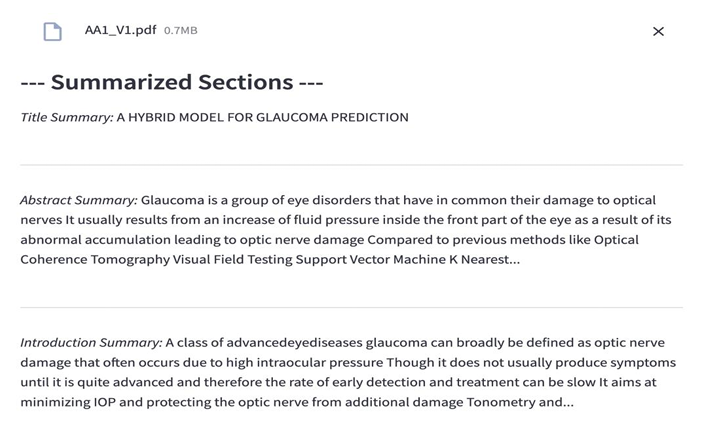 AA1_V1.pdf 0.7MB
--- Summarized Sections ---
Title Summary: A HYBRID MODEL FOR GLAUCOMA PREDICTION
Abstract Summary: Glaucoma is a group of eye disorders that have in common their damage to optical
nerves It usually results from an increase of fluid pressure inside the front part of the eye as a result of its
abnormal accumulation leading to optic nerve damage Compared to previous methods like Optical
Coherence Tomography Visual Field Testing Support Vector Machine K Nearest...
Introduction Summary: A class of advancedeyediseases glaucoma can broadly be defined as optic nerve
damage that often occurs due to high intraocular pressure Though it does not usually produce symptoms
until it is quite advanced and therefore the rate of early detection and treatment can be slow It aims at
minimizing IOP and protecting the optic nerve from additional damage Tonometry and...